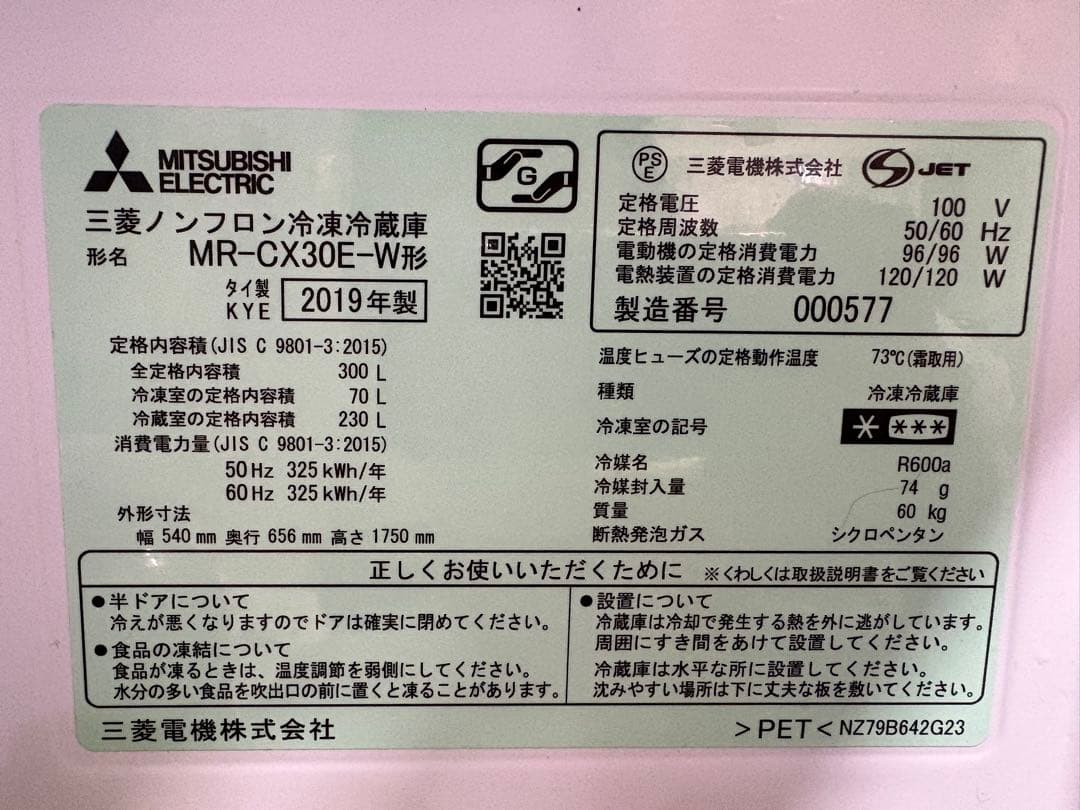 MITSUBISHI
ELECTRIC
G
三菱ノンフロン冷凍冷蔵庫
形名 MR-CX30E-W形
タイ製
KYE 2019年製
PS
E 三菱電機株式会社 JET
定格電圧 100 V
定格周波数 50/60 Hz
電動機の定格消費電力 96/96 W
電熱装置の定格消費電力 120/120 W
製造番号 000577
定格内容積(JIS C 9801-3:2015)
全定格内容積 300 L
冷凍室の定格内容積 70 L
冷蔵室の定格内容積 230 L
消費電力量(JIS C 9801-3:2015)
50 Hz 325 kWh/年
60 Hz 325 kWh/年
外形寸法
幅 540 mm 奥行 656 mm 高さ 1750 mm
温度ヒューズの定格動作温度 73℃(霜取用)
種類 冷凍冷蔵庫
冷凍室の記号 * ***
冷媒名 R600a
冷媒封入量 74 g
質量 60 kg
断熱発泡ガス シクロペンタン
正しくお使いいただくために ※くわしくは取扱説明書をご覧ください
●半ドアについて
冷えが悪くなりますのでドアは確実に閉めてください。
●食品の凍結について
食品が凍るときは、温度調節を弱側にしてください。
水分の多い食品を吹出口の前に置くと凍ることがあります。
●設置について
冷蔵庫は冷却で発生する熱を外に逃がしています。
周囲にすき間をあけて設置してください。
冷蔵庫は水平な所に設置してください。
沈みやすい場所は下に丈夫な板を敷いてください。
三菱電機株式会社
>PET< NZ79B642G23